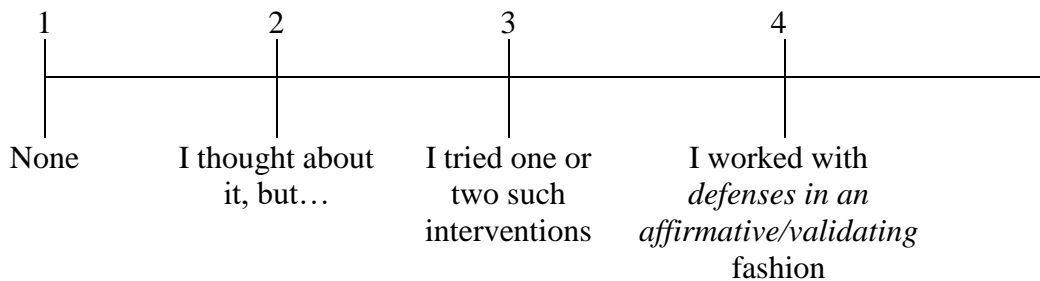 1
2
3
4
None
I thought about
it, but…
I tried one or
two such
interventions
I worked with
defenses in an
affirmative/validating
fashion